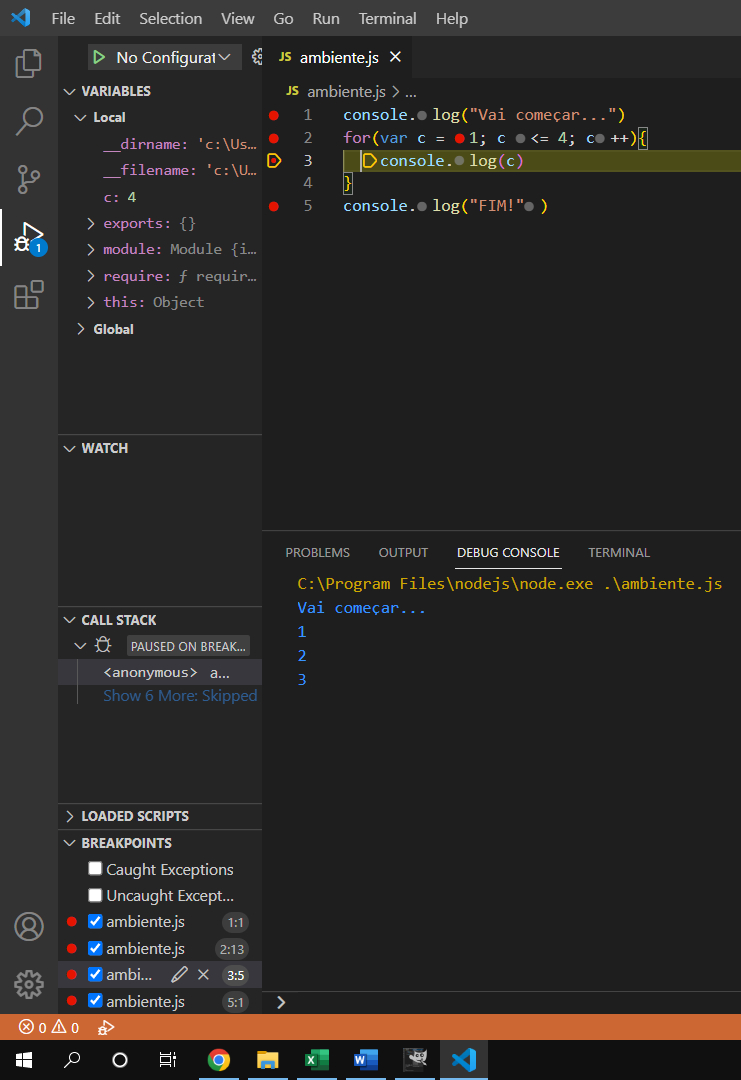 File Edit Selection View Go Run Terminal Help
No Configurat
JS ambiente.js
VARIABLES
Local
__dirname: 'c:\Us…
__filename: 'c:\U…
c: 4
exports: {}
module: Module {i…
require: ƒ requir…
this: Object
Global
WATCH
CALL STACK
PAUSED ON BREAK…
<anonymous> a...
Show 6 More: Skipped
LOADED SCRIPTS
BREAKPOINTS
Caught Exceptions
Uncaught Except...
ambiente.js 1:1
ambiente.js 2:13
ambi... 3:5
ambiente.js 5:1
JS ambiente.js > ...
1 console.log("Vai começar...")
2 for(var c = 1; c <= 4; c++){
3 console.log(c)
4 }
5 console.log("FIM!")
PROBLEMS OUTPUT DEBUG CONSOLE TERMINAL
C:\Program Files\nodejs\node.exe .\ambiente.js
Vai começar...
1
2
3
>
1
0 0